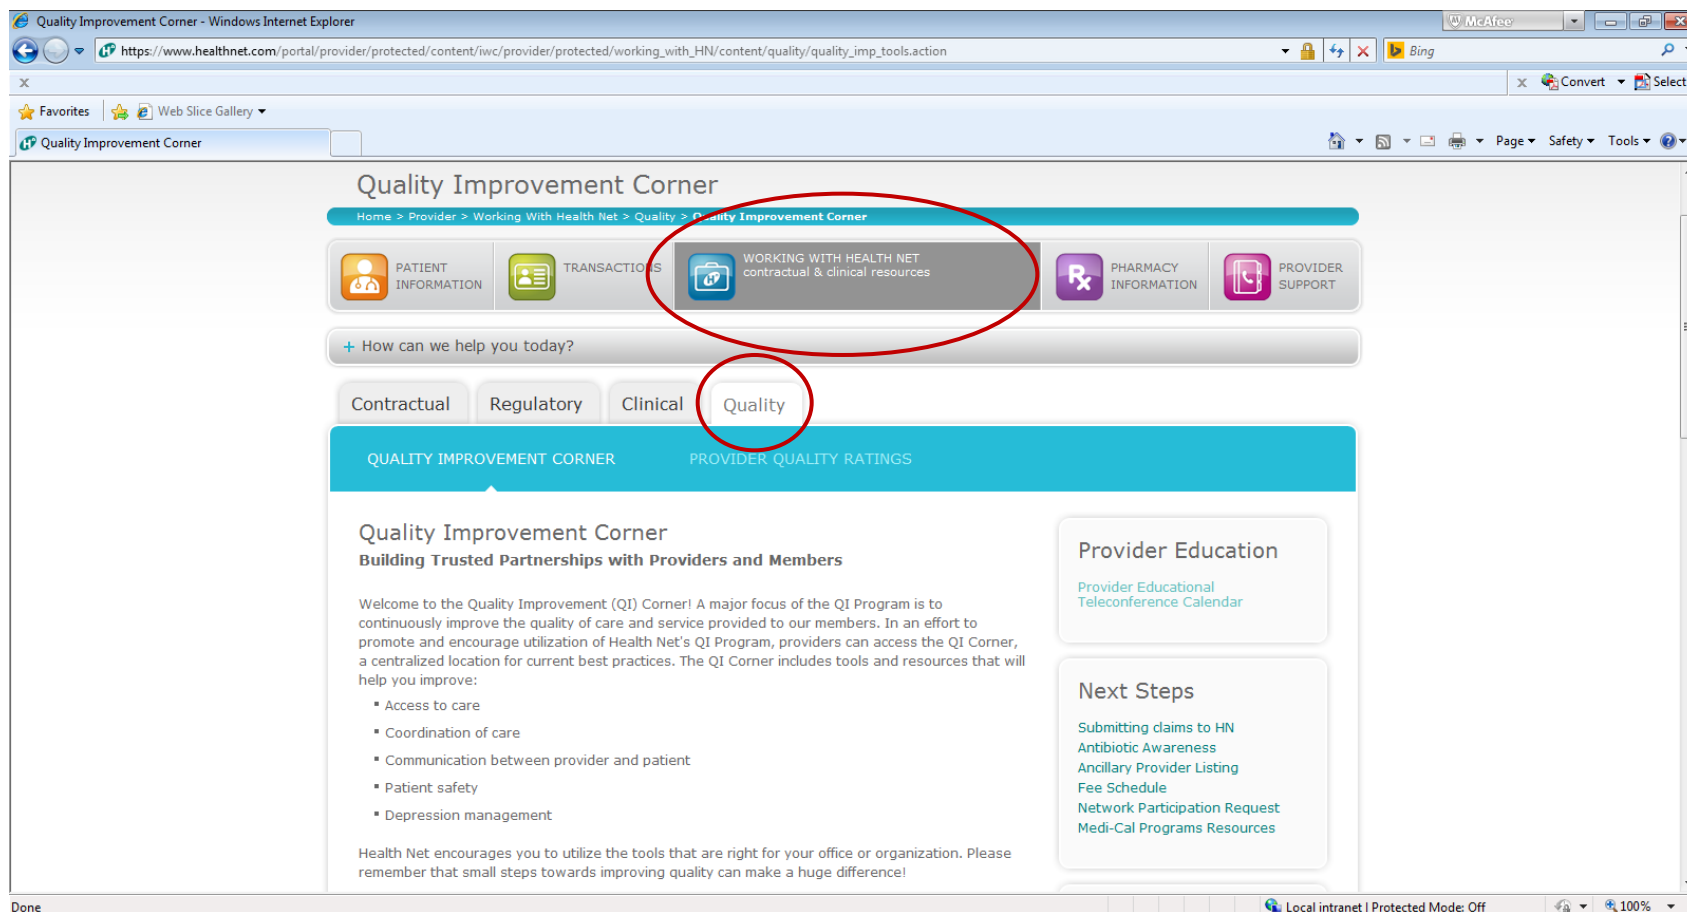 Quality Improvement Corner - Windows Internet Explorer
McAfee
https://www.healthnet.com/portal/provider/protected/content/iwc/provider/protected/working_with_HN/content/quality/quality_imp_tools.action
Bing
x
x Convert Select
Favorites Web Slice Gallery
Quality Improvement Corner
Page Safety Tools
Quality Improvement Corner
Home > Provider > Working With Health Net > Quality > Quality Improvement Corner
PATIENT INFORMATION
TRANSACTIONS
WORKING WITH HEALTH NET
contractual & clinical resources
PHARMACY INFORMATION
PROVIDER SUPPORT
+ How can we help you today?
Contractual Regulatory Clinical Quality
QUALITY IMPROVEMENT CORNER PROVIDER QUALITY RATINGS
Quality Improvement Corner
Building Trusted Partnerships with Providers and Members
Welcome to the Quality Improvement (QI) Corner! A major focus of the QI Program is to
continuously improve the quality of care and service provided to our members. In an effort to
promote and encourage utilization of Health Net's QI Program, providers can access the QI Corner,
a centralized location for current best practices. The QI Corner includes tools and resources that will
help you improve:
▪ Access to care
▪ Coordination of care
▪ Communication between provider and patient
▪ Patient safety
▪ Depression management
Health Net encourages you to utilize the tools that are right for your office or organization. Please
remember that small steps towards improving quality can make a huge difference!
Provider Education
Provider Educational
Teleconference Calendar
Next Steps
Submitting claims to HN
Antibiotic Awareness
Ancillary Provider Listing
Fee Schedule
Network Participation Request
Medi-Cal Programs Resources
Done
Local intranet | Protected Mode: Off
100%